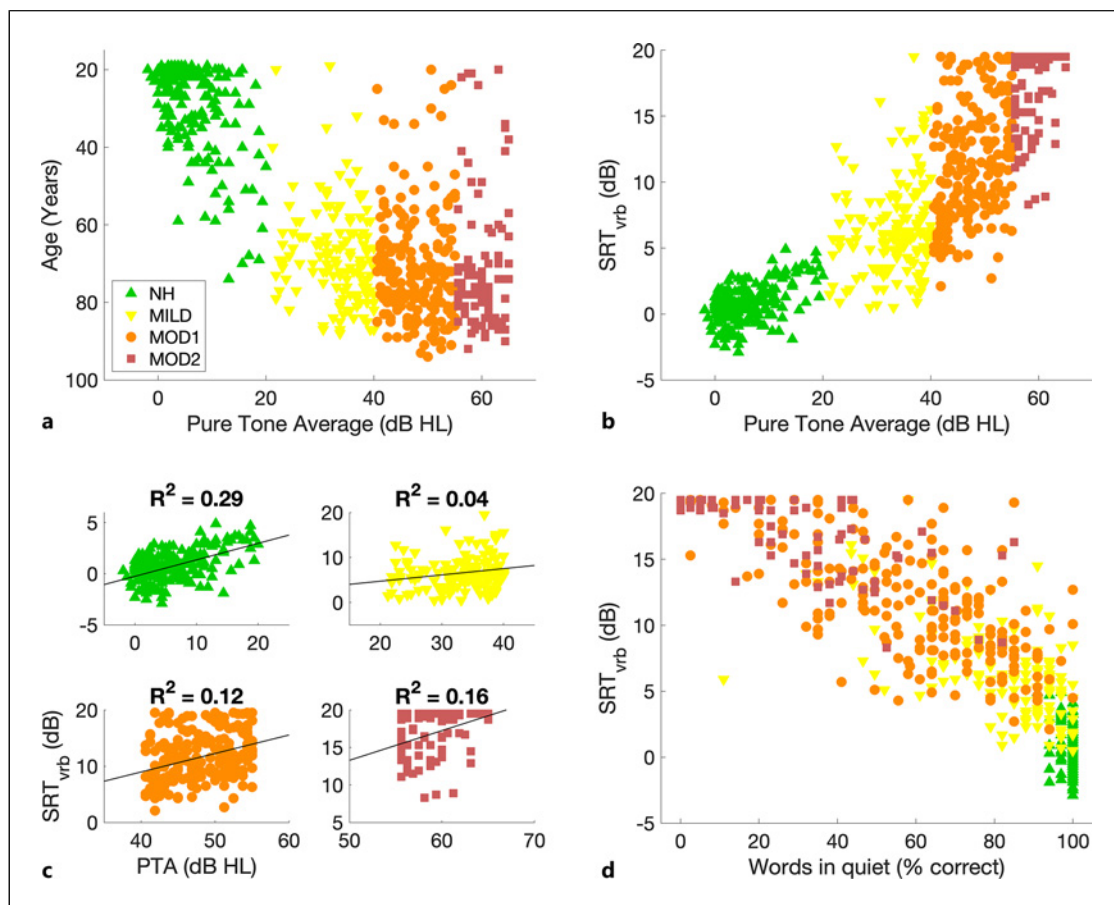 20
40
60
80
100
Age (Years)
NH
MILD
MOD1
MOD2
0 20 40 60
a Pure Tone Average (dB HL)
20
15
10
5
0
-5
SRTvrb (dB)
0 20 40 60
b Pure Tone Average (dB HL)
R² = 0.29
5
0
-5
0 10 20
R² = 0.04
20
10
0
20 30 40
R² = 0.12
20
10
0
SRTvrb (dB)
40 50 60
c PTA (dB HL)
R² = 0.16
20
15
10
5
50 60 70
20
15
10
5
0
-5
SRTvrb (dB)
0 20 40 60 80 100
Words in quiet (% correct) d